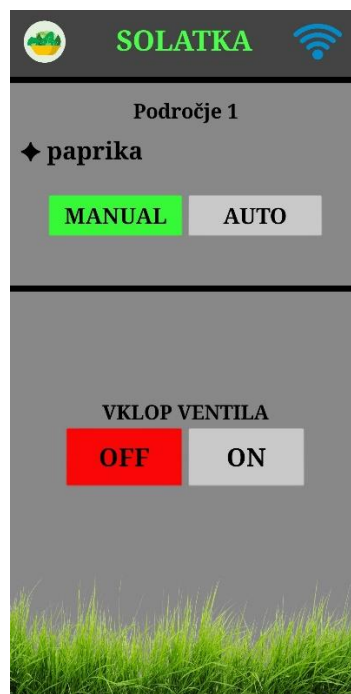 SOLATKA
Področje 1
✦ paprika
MANUAL AUTO
VKLOP VENTILA
OFF ON